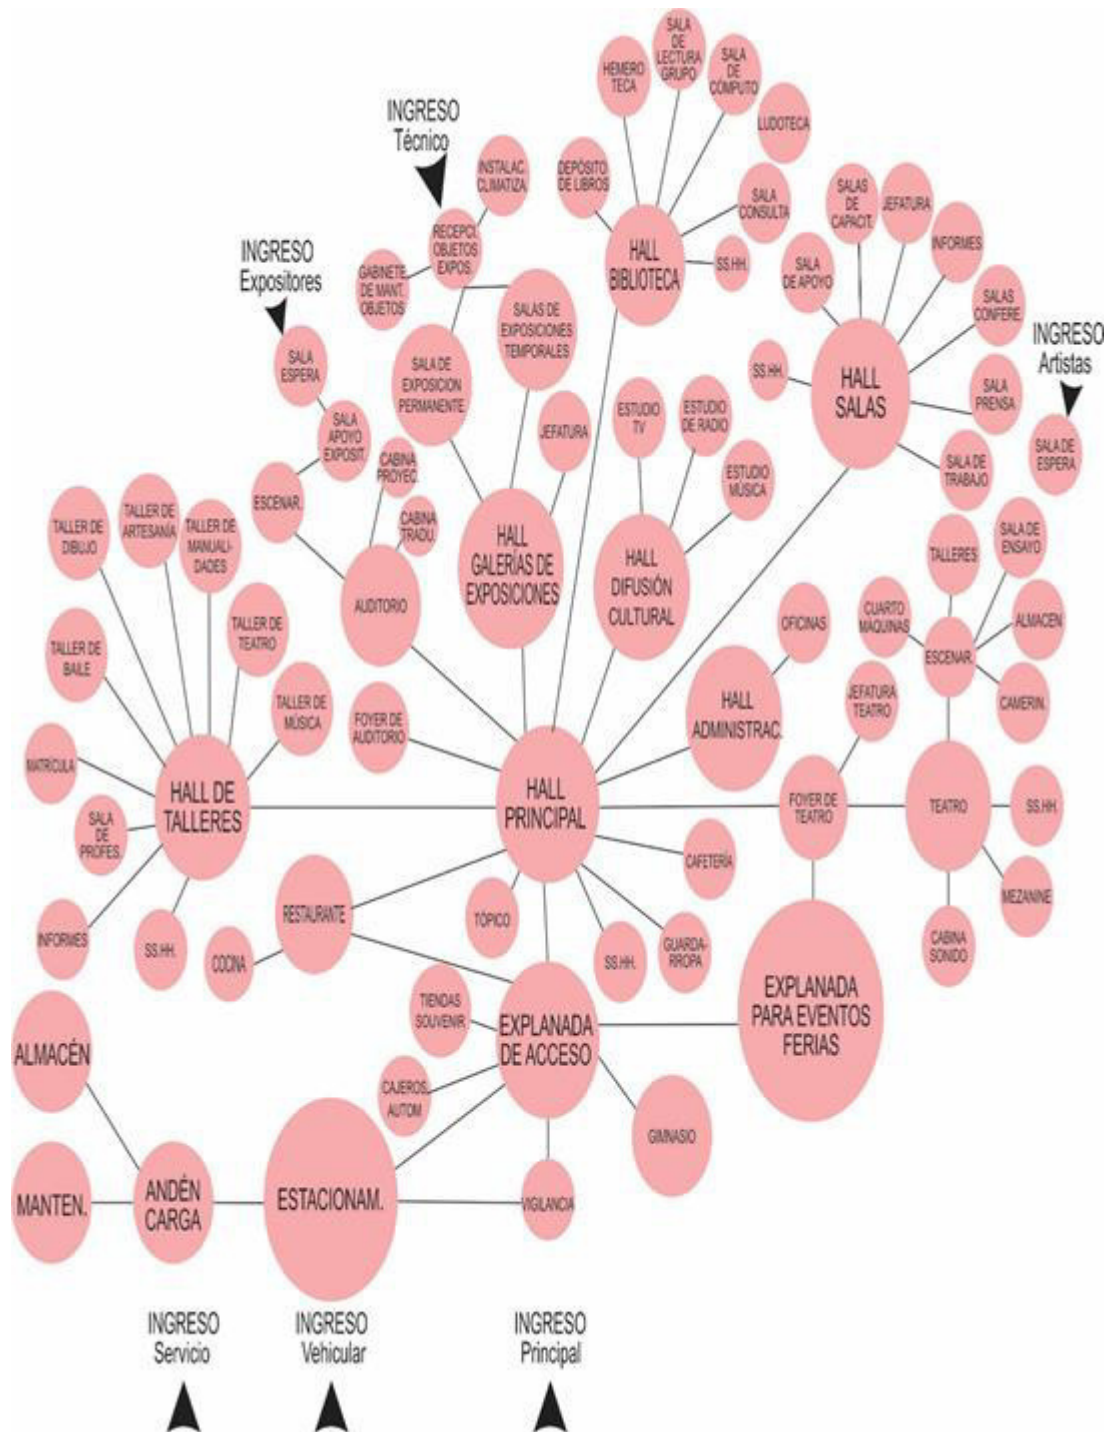 SALA
DE
LECTURA
GRUPO
HEMERO
TECA
SALA
DE
CÓMPUTO
LUDOTECA
INGRESO
Técnico
INSTALAC.
CLIMATIZA.
DEPÓSITO
DE LIBROS
SALA
CONSULTA
SALAS
DE
CAPACIT.
JEFATURA
INFORMES
RECEPCI.
OBJETOS
EXPOS.
HALL
BIBLIOTECA
SS.HH.
SALA
DE APOYO
INGRESO
Expositores
GABINETE
DE MANT.
OBJETOS
SALAS DE
EXPOSICIONES
TEMPORALES
SALAS
CONFERE.
INGRESO
Artistas
SALA
ESPERA
SALA DE
EXPOSICION
PERMANENTE.
SS.HH.
HALL
SALAS
SALA
PRENSA
SALA
APOYO
EXPOSIT.
JEFATURA
ESTUDIO
TV
ESTUDIO
DE RADIO
SALA DE
ESPERA
CABINA
PROYEC.
ESTUDIO
MÚSICA
SALA DE
TRABAJO
ESCENAR.
CABINA
TRADU.
TALLER DE
DIBUJO
TALLER DE
ARTESANÍA
TALLER DE
MANUALI-
DADES
HALL
GALERÍAS DE
EXPOSICIONES
HALL
DIFUSIÓN
CULTURAL
TALLERES
SALA DE
ENSAYO
AUDITORIO
TALLER DE
BAILE
TALLER DE
TEATRO
OFICINAS
CUARTO
MÁQUINAS
ESCENAR.
ALMACÉN
TALLER DE
MÚSICA
FOYER DE
AUDITORIO
HALL
ADMINISTRAC.
JEFATURA
TEATRO
CAMERIN.
MATRÍCULA
HALL DE
TALLERES
HALL
PRINCIPAL
FOYER DE
TEATRO
TEATRO
SS.HH.
SALA
DE
PROFES.
CAFETERÍA
MEZANINE
INFORMES
SS.HH.
COCINA
RESTAURANTE
TÓPICO
SS.HH.
GUARDA-
RROPA
CABINA
SONIDO
TIENDAS
SOUVENIR
EXPLANADA
DE ACCESO
EXPLANADA
PARA EVENTOS
FERIAS
ALMACÉN
CAJEROS.
AUTOM
GIMNASIO
MANTEN.
ANDÉN
CARGA
ESTACIONAM.
VIGILANCIA
INGRESO
Servicio
INGRESO
Vehicular
INGRESO
Principal